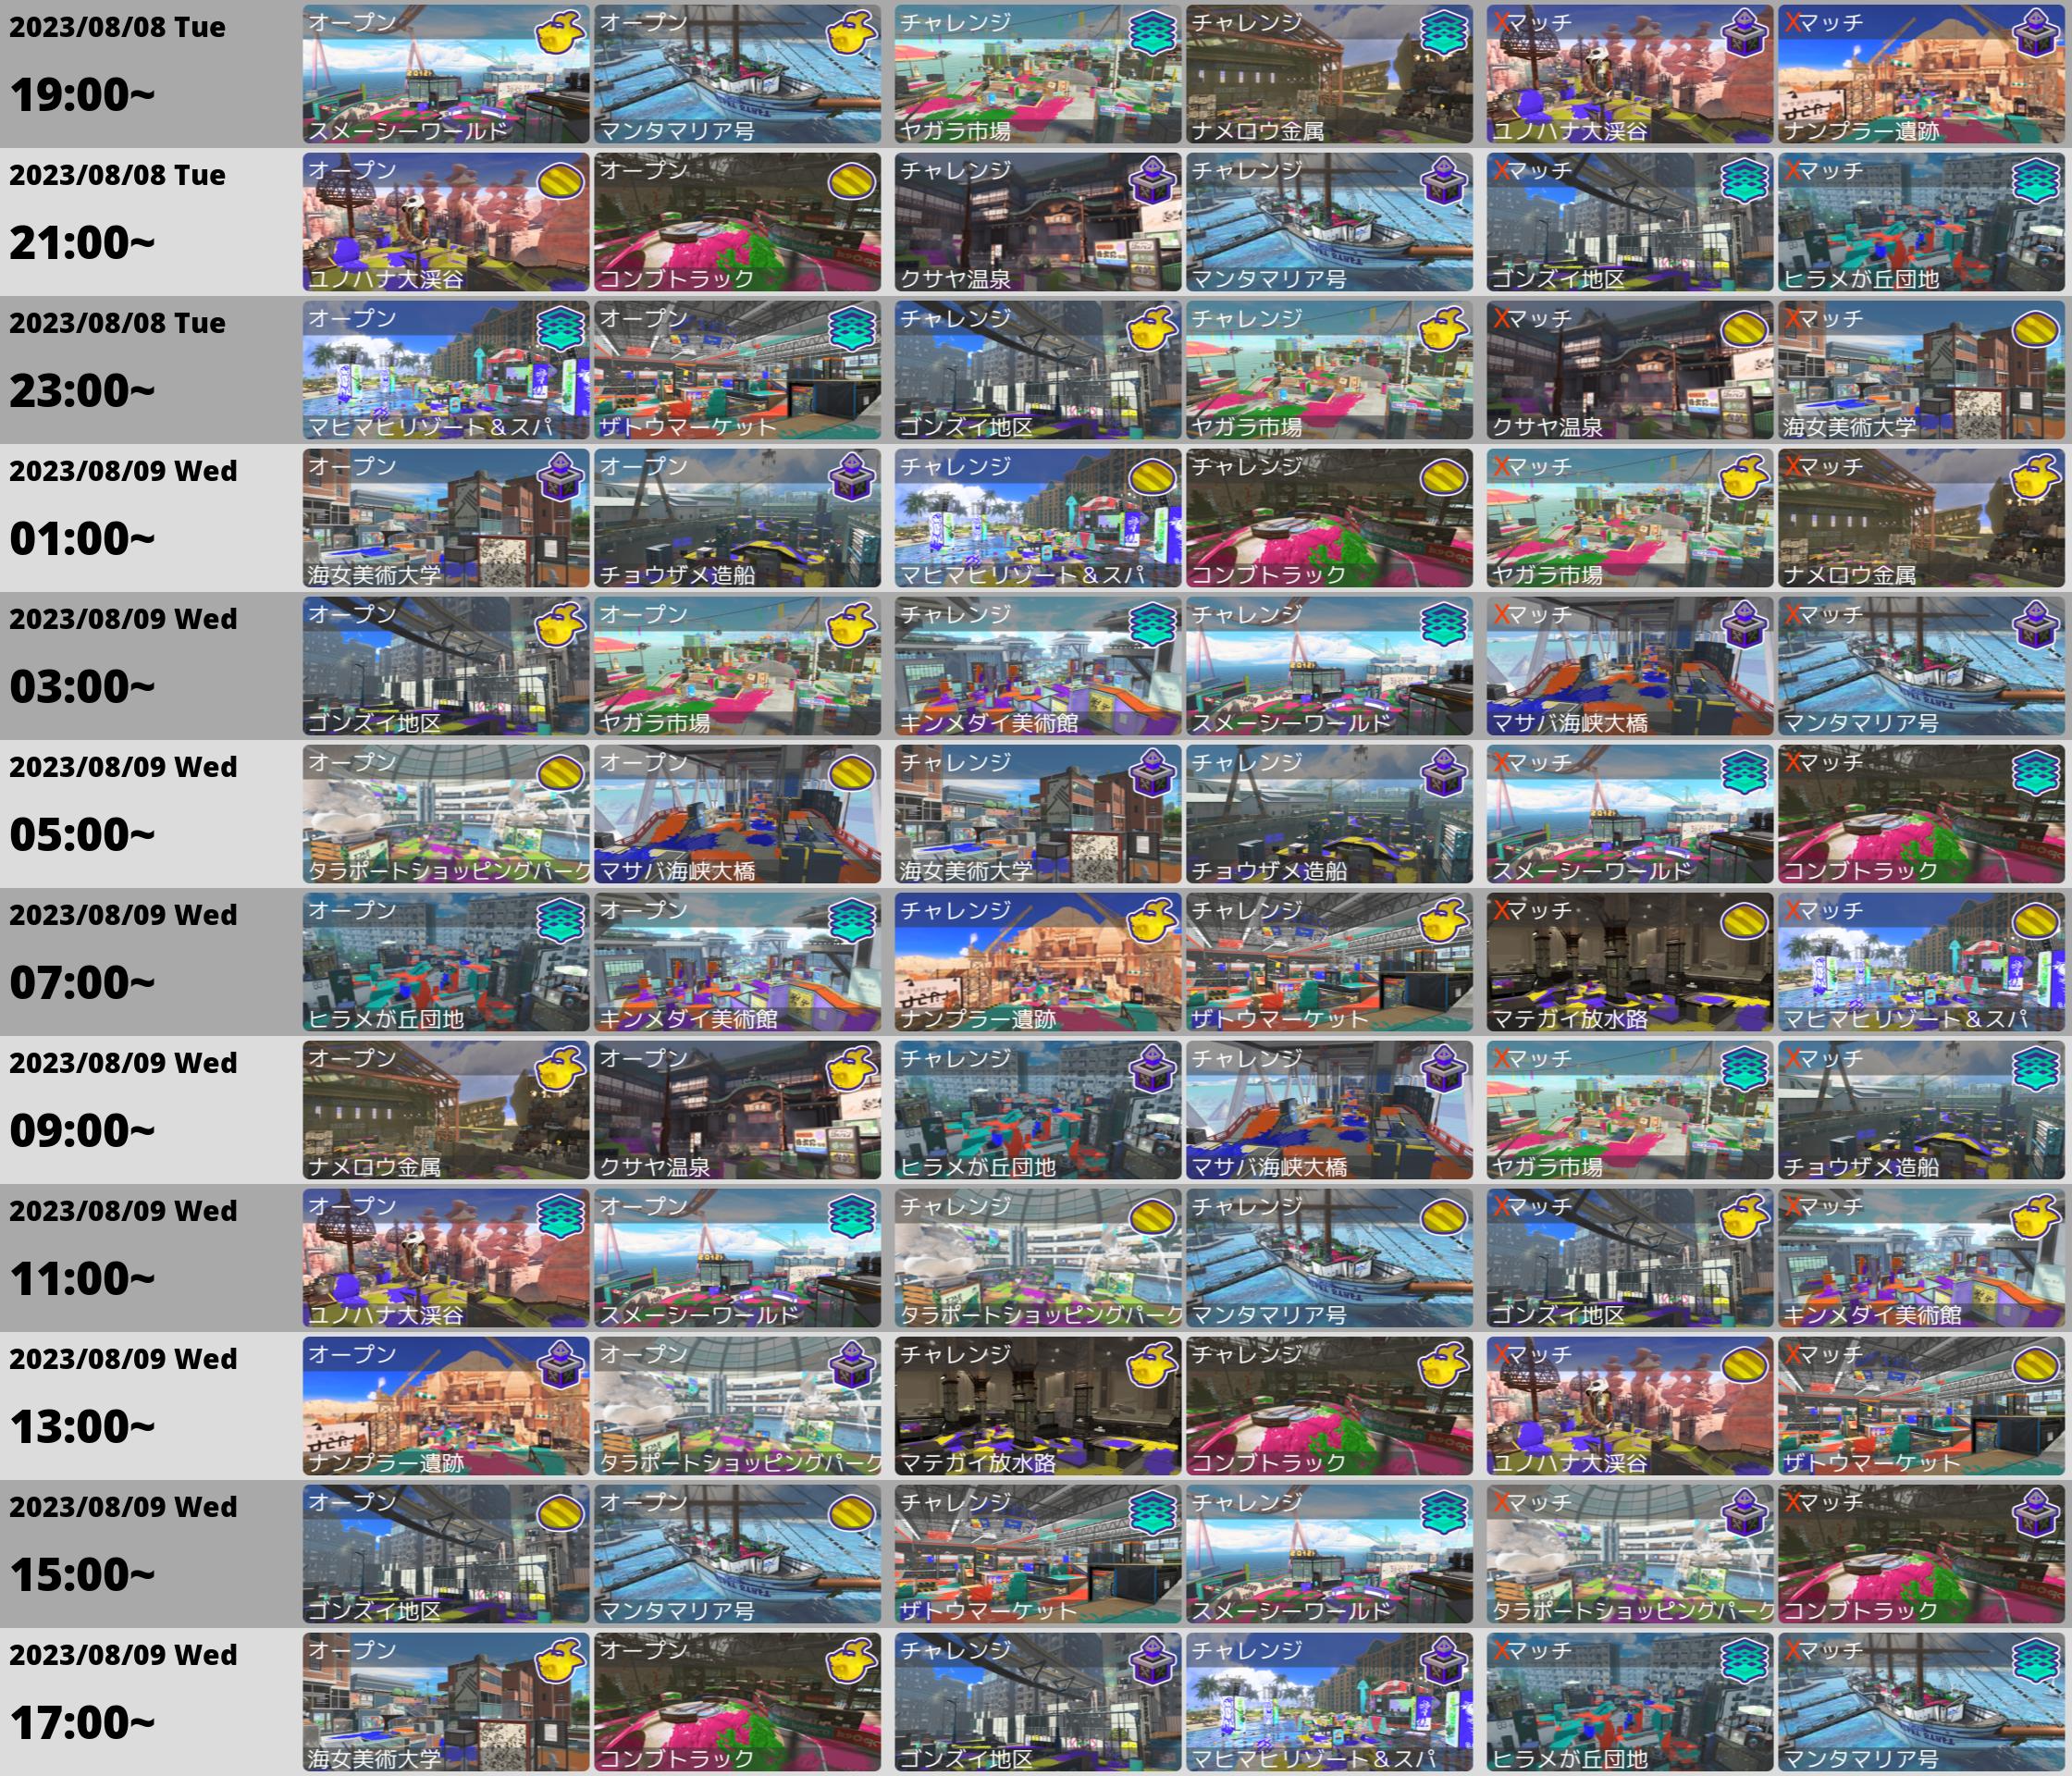 2023/08/08 Tue
19:00~
オープン オープン チャレンジ チャレンジ Xマッチ Xマッチ
スメーシーワールド マンタマリア号 ヤガラ市場 ナメロウ金属 ユノハナ大渓谷 ナンプラー遺跡
2023/08/08 Tue
21:00~
オープン オープン チャレンジ チャレンジ Xマッチ Xマッチ
ユノハナ大渓谷 コンブトラック クサヤ温泉 マンタマリア号 ゴンズイ地区 ヒラメが丘団地
2023/08/08 Tue
23:00~
オープン オープン チャレンジ チャレンジ Xマッチ Xマッチ
マヒマヒリゾート＆スパ ザトウマーケット ゴンズイ地区 ヤガラ市場 クサヤ温泉 海女美術大学
2023/08/09 Wed
01:00~
オープン オープン チャレンジ チャレンジ Xマッチ Xマッチ
海女美術大学 チョウザメ造船 マヒマヒリゾート＆スパ コンブトラック ヤガラ市場 ナメロウ金属
2023/08/09 Wed
03:00~
オープン オープン チャレンジ チャレンジ Xマッチ Xマッチ
ゴンズイ地区 ヤガラ市場 キンメダイ美術館 スメーシーワールド マサバ海峡大橋 マンタマリア号
2023/08/09 Wed
05:00~
オープン オープン チャレンジ チャレンジ Xマッチ Xマッチ
タラポートショッピングパーク マサバ海峡大橋 海女美術大学 チョウザメ造船 スメーシーワールド コンブトラック
2023/08/09 Wed
07:00~
オープン オープン チャレンジ チャレンジ Xマッチ Xマッチ
ヒラメが丘団地 キンメダイ美術館 ナンプラー遺跡 ザトウマーケット マテガイ放水路 マヒマヒリゾート＆スパ
2023/08/09 Wed
09:00~
オープン オープン チャレンジ チャレンジ Xマッチ Xマッチ
ナメロウ金属 クサヤ温泉 ヒラメが丘団地 マサバ海峡大橋 ヤガラ市場 チョウザメ造船
2023/08/09 Wed
11:00~
オープン オープン チャレンジ チャレンジ Xマッチ Xマッチ
ユノハナ大渓谷 スメーシーワールド タラポートショッピングパーク マンタマリア号 ゴンズイ地区 キンメダイ美術館
2023/08/09 Wed
13:00~
オープン オープン チャレンジ チャレンジ Xマッチ Xマッチ
ナンプラー遺跡 タラポートショッピングパーク マテガイ放水路 コンブトラック ユノハナ大渓谷 ザトウマーケット
2023/08/09 Wed
15:00~
オープン オープン チャレンジ チャレンジ Xマッチ Xマッチ
ゴンズイ地区 マンタマリア号 ザトウマーケット スメーシーワールド タラポートショッピングパーク コンブトラック
2023/08/09 Wed
17:00~
オープン オープン チャレンジ チャレンジ Xマッチ Xマッチ
海女美術大学 コンブトラック ゴンズイ地区 マヒマヒリゾート＆スパ ヒラメが丘団地 マンタマリア号